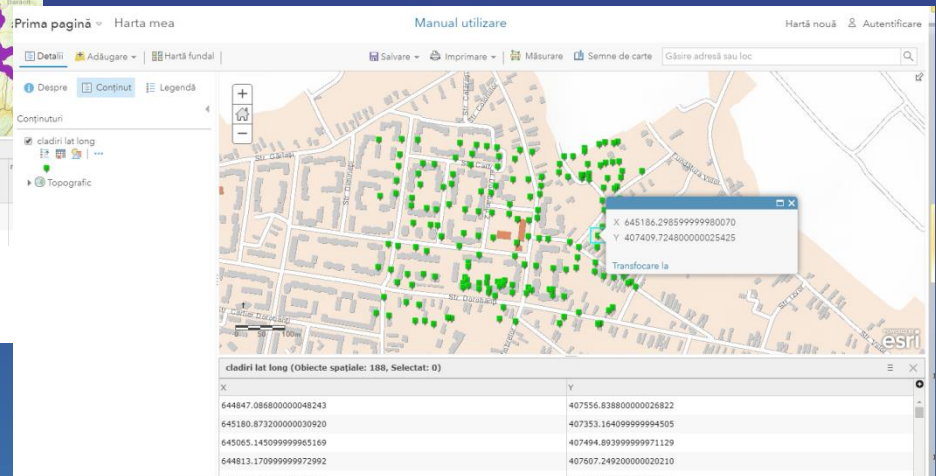 Prima pagină Harta mea
Manual utilizare
Hartă nouă Autentificare
Detalii Adăugare Hartă fundal
Salvare Imprimare Măsurare Semne de carte Găsire adresă sau loc
Despre Conținut Legendă
Conținuturi
cladiri lat long
Topografic
X 645186.298599999980070
Y 407409.724800000025425
Transfocare la
Str. Dorobanți
0 50 100m
esri
cladiri lat long (Obiecte spațiale: 188, Selectat: 0)
X Y
644847.086800000048243 407556.838800000026822
645180.873200000030920 407353.164099999994505
645065.145099999965169 407494.893999999971129
644813.170999999972992 407607.249200000020210